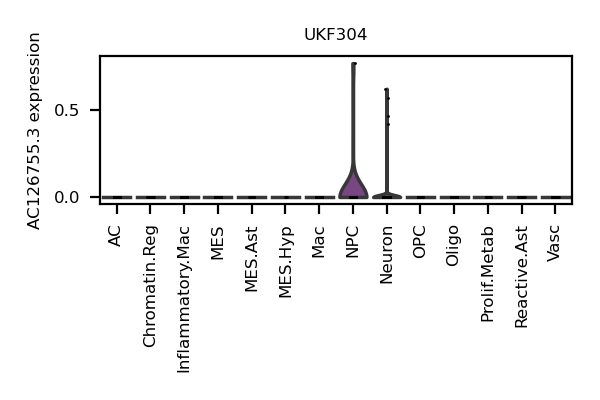 UKF304
AC126755.3 expression
0.5
0.0
AC
Chromatin.Reg
Inflammatory.Mac
MES
MES.Ast
MES.Hyp
Mac
NPC
Neuron
OPC
Oligo
Prolif.Metab
Reactive.Ast
Vasc